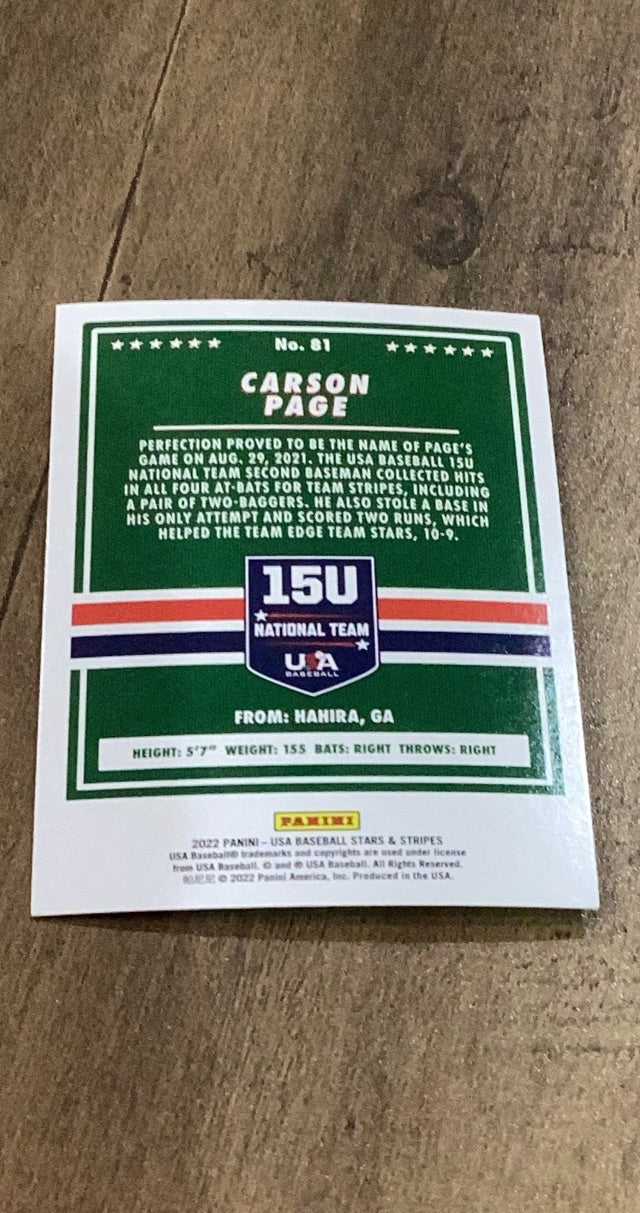 No. 81
CARSON
PAGE
PERFECTION PROVED TO BE THE NAME OF PAGE'S
GAME ON AUG. 29, 2021. THE USA BASEBALL 15U
NATIONAL TEAM SECOND BASEMAN COLLECTED HITS
IN ALL FOUR AT-BATS FOR TEAM STRIPES, INCLUDING
A PAIR OF TWO-BAGGERS. HE ALSO STOLE A BASE IN
HIS ONLY ATTEMPT AND SCORED TWO RUNS, WHICH
HELPED THE TEAM EDGE TEAM STARS, 10-9.
15U
NATIONAL TEAM
USA
BASEBALL
FROM: HAHIRA, GA
HEIGHT: 5'7" WEIGHT: 155 BATS: RIGHT THROWS: RIGHT
PANINI
2022 PANINI – USA BASEBALL STARS & STRIPES
USA Baseball® trademarks and copyrights are used under license
from USA Baseball. © and ® USA Baseball. All Rights Reserved.
帕尼尼 © 2022 Panini America, Inc. Produced in the USA.